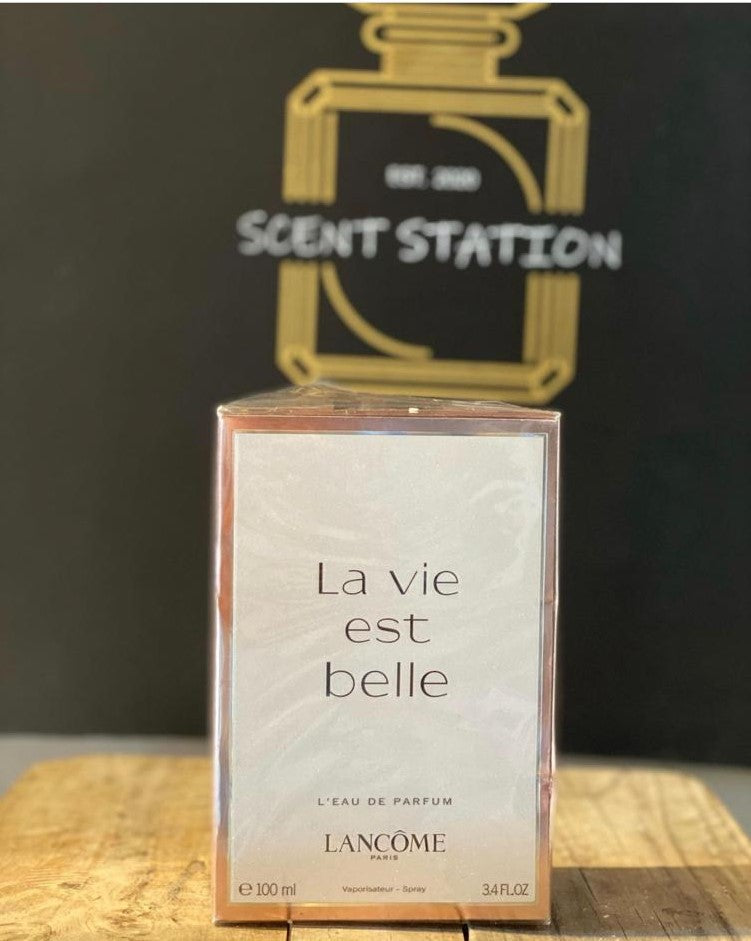 EST. 2020
SCENT STATION
La vie
est
belle
L'EAU DE PARFUM
LANCÔME
PARIS
e 100 ml Vaporisateur - Spray 3.4 FL.OZ